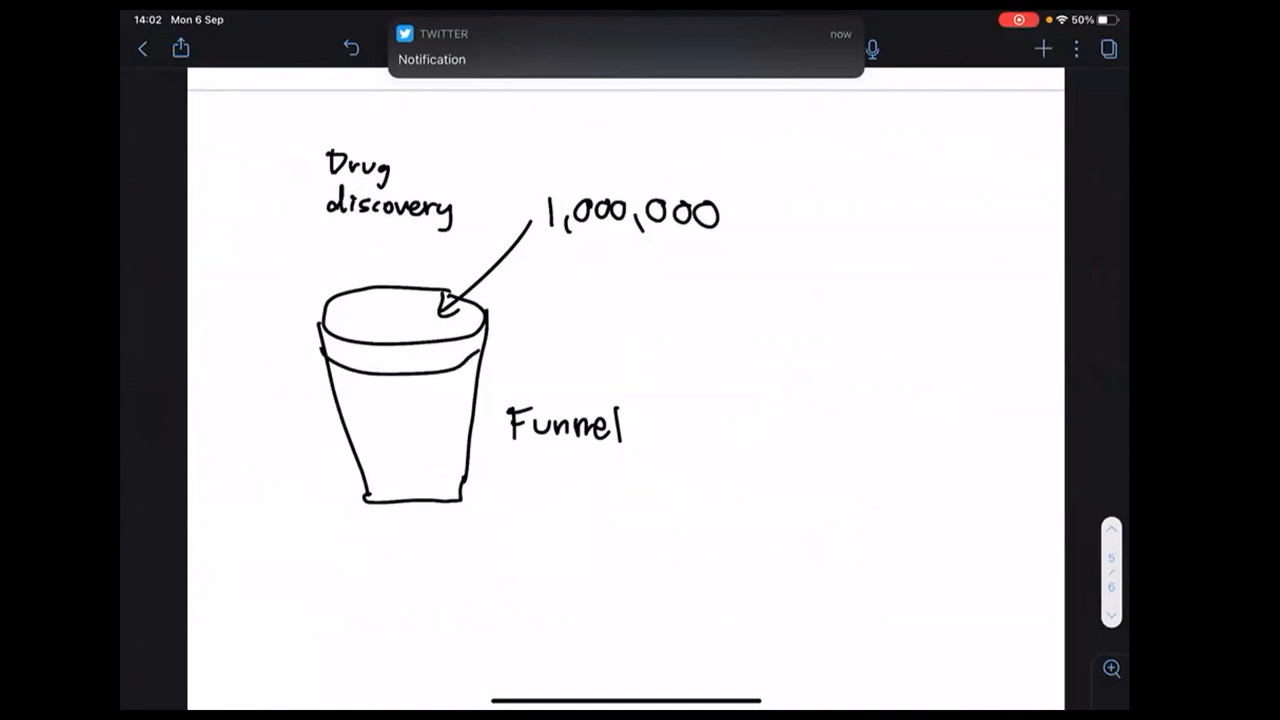 14:02 Mon 6 Sep
50%
TWITTER
now
Notification
Drug
discovery
1,000,000
Funnel
5
/
6